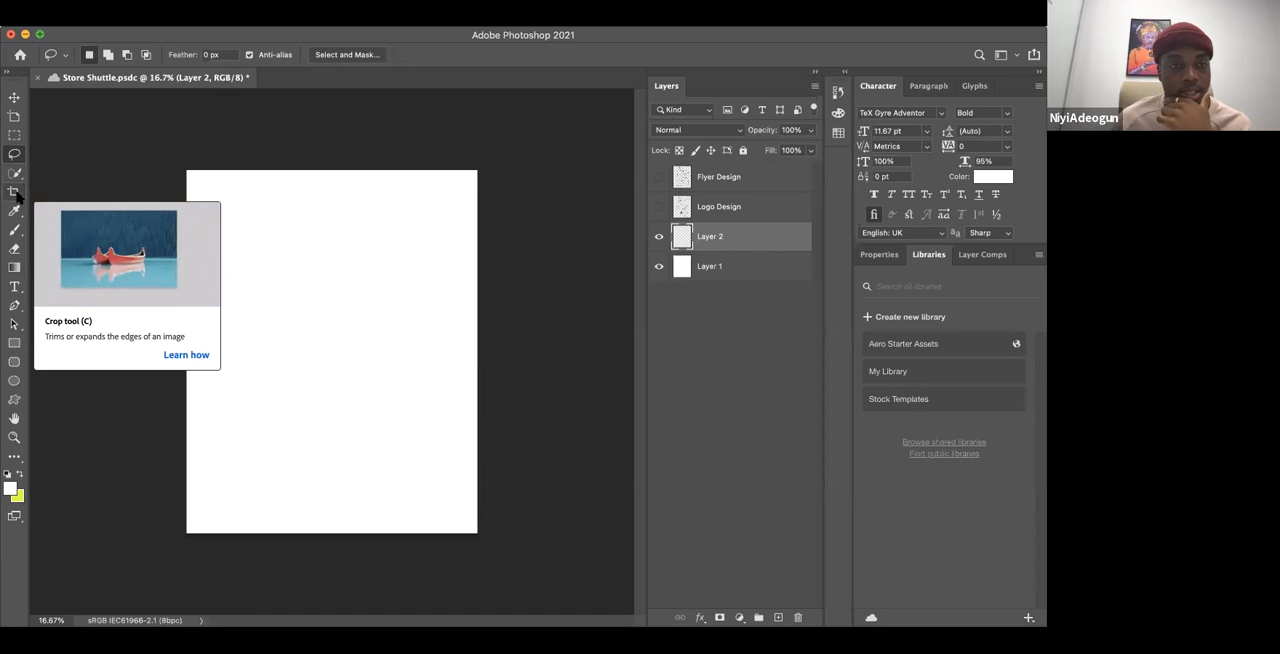 Adobe Photoshop 2021
Feather: 0 px
Anti-alias
Select and Mask...
Store Shuttle.psdc @ 16.7% (Layer 2, RGB/8) *
Crop tool (C)
Trims or expands the edges of an image
Learn how
16.67%
sRGB IEC61966-2.1 (8bpc)
Layers
Kind
Normal
Opacity: 100%
Lock:
Fill: 100%
Flyer Design
Logo Design
Layer 2
Layer 1
fx
Character
Paragraph
Glyphs
TeX Gyre Adventor
Bold
11.67 pt
(Auto)
Metrics
0
100%
95%
0 pt
Color:
English: UK
Sharp
Properties
Libraries
Layer Comps
Search all libraries
Create new library
Aero Starter Assets
My Library
Stock Templates
Browse shared libraries
Find public libraries
NiyiAdeogun